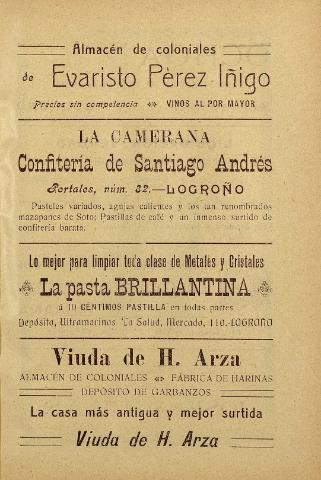 Almacén de coloniales
de Evaristo Pérez Iñigo
Precios sin competencia VINOS AL POR MAYOR
LA CAMERANA
Confitería de Santiago Andrés
Portales, núm. 32.—LOGROÑO
Pasteles variados, agujas calientes y los tan renombrados
mazapanes de Soto; Pastillas de café y un inmenso surtido de
confitería barata.
Lo mejor para limpiar toda clase de Metales y Cristales
La pasta BRILLANTINA
á 10 CÉNTIMOS PASTILLA en todas partes
Depósito, Ultramarinos La Salud, Mercado, 110.-LOGROÑO
Viuda de H. Arza
ALMACÉN DE COLONIALES FÁBRICA DE HARINAS
DEPÓSITO DE GARBANZOS
La casa más antigua y mejor surtida
Viuda de H. Arza